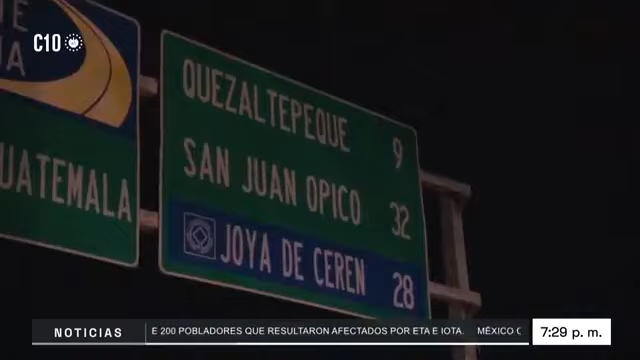 C10
UATEMALA
QUEZALTEPEQUE 9
SAN JUAN OPICO 32
JOYA DE CEREN 28
NOTICIAS
E 200 POBLADORES QUE RESULTARON AFECTADOS POR ETA E IOTA. MÉXICO
7:29 p. m.